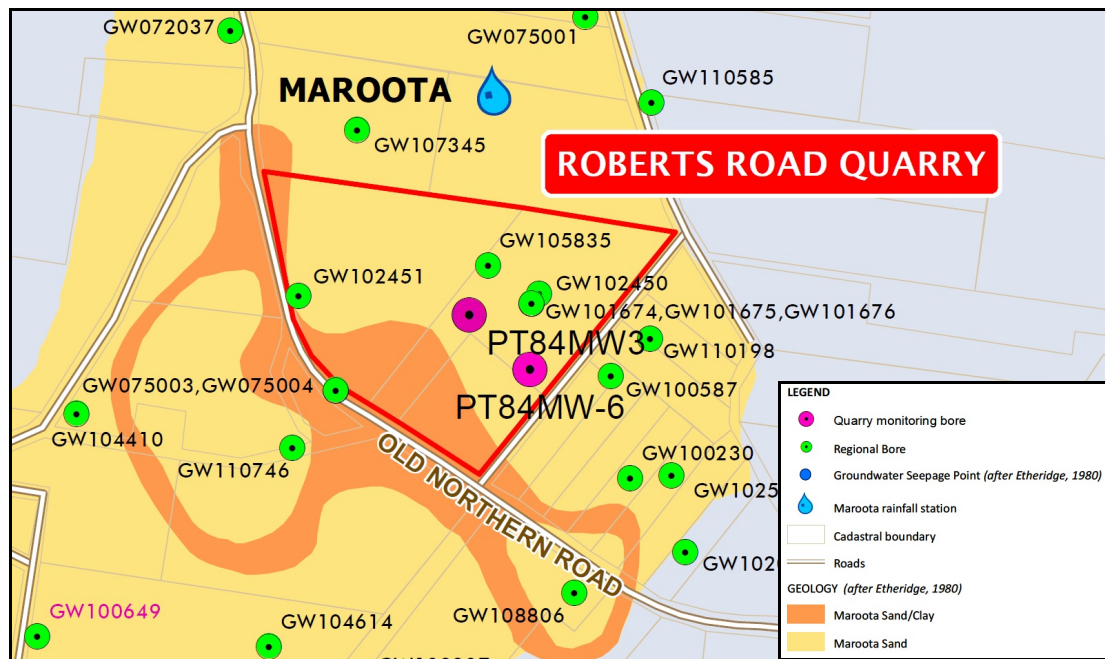 GW072037
GW075001
GW110585
MAROOTA
GW107345
ROBERTS ROAD QUARRY
GW105835
GW102451
GW102450
GW101674,GW101675,GW101676
PT84MW3
GW110198
GW075003,GW075004
GW100587
PT84MW-6
GW104410
GW110746
OLD NORTHERN ROAD
GW100230
GW1025
GW102
GW108806
GW100649
GW104614
LEGEND
Quarry monitoring bore
Regional Bore
Groundwater Seepage Point (after Etheridge, 1980)
Maroota rainfall station
Cadastral boundary
Roads
GEOLOGY (after Etheridge, 1980)
Maroota Sand/Clay
Maroota Sand